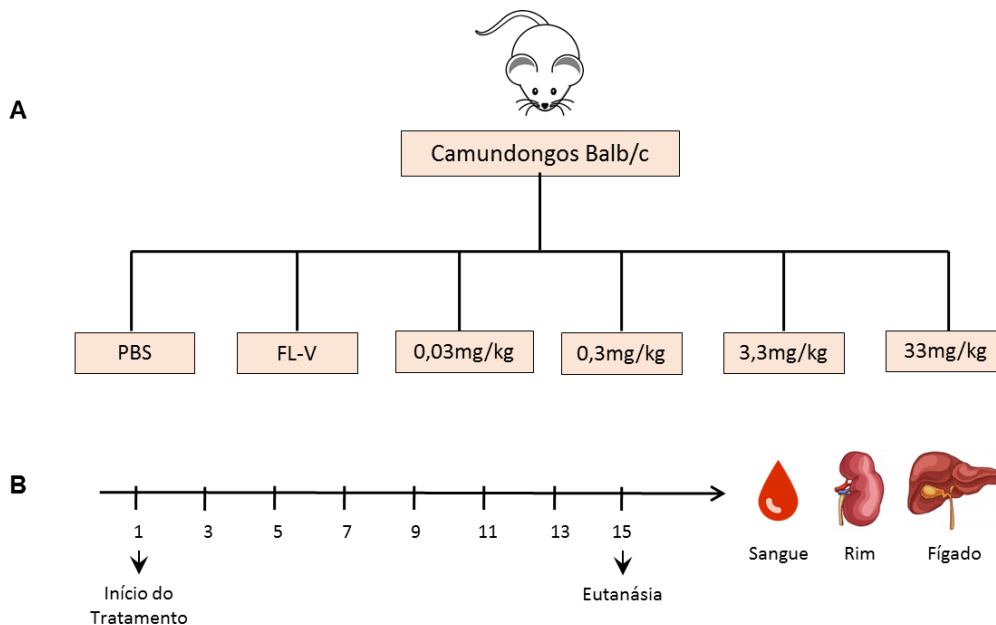 A
Camundongos Balb/c
PBS
FL-V
0,03mg/kg
0,3mg/kg
3,3mg/kg
33mg/kg
B
1
3
5
7
9
11
13
15
Início do
Tratamento
Eutanásia
Sangue
Rim
Fígado